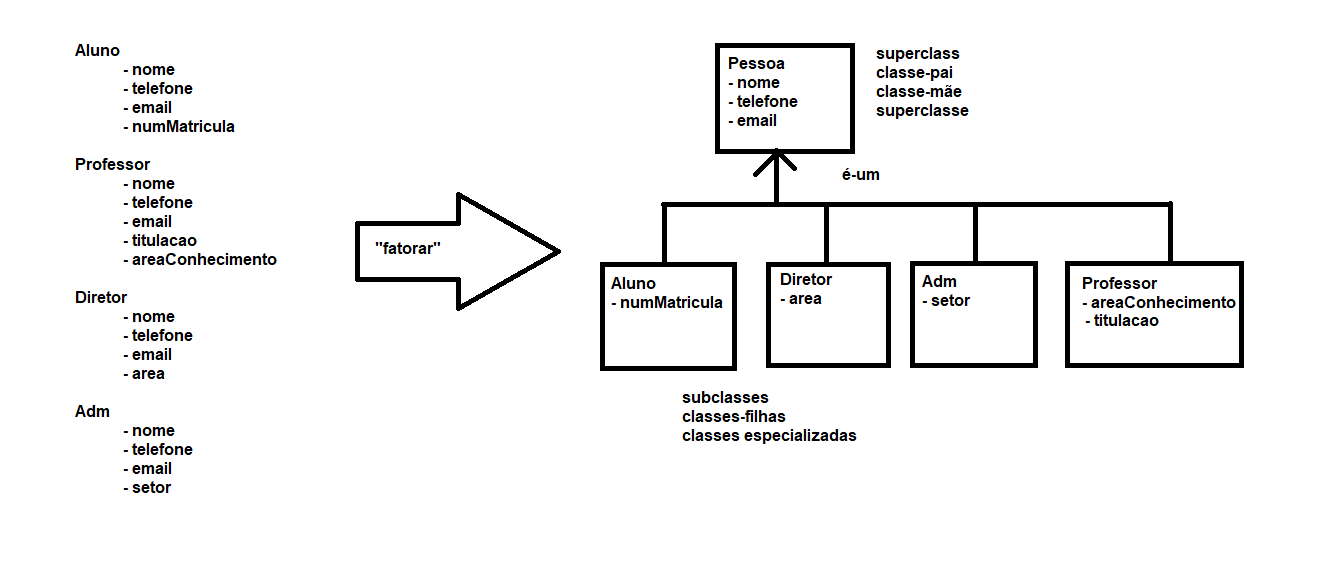 Aluno
- nome
- telefone
- email
- numMatricula
Professor
- nome
- telefone
- email
- titulacao
- areaConhecimento
Diretor
- nome
- telefone
- email
- area
Adm
- nome
- telefone
- email
- setor
"fatorar"
Pessoa
- nome
- telefone
- email
superclass
classe-pai
classe-mãe
superclasse
é-um
Aluno
- numMatricula
Diretor
- area
Adm
- setor
Professor
- areaConhecimento
- titulacao
subclasses
classes-filhas
classes especializadas